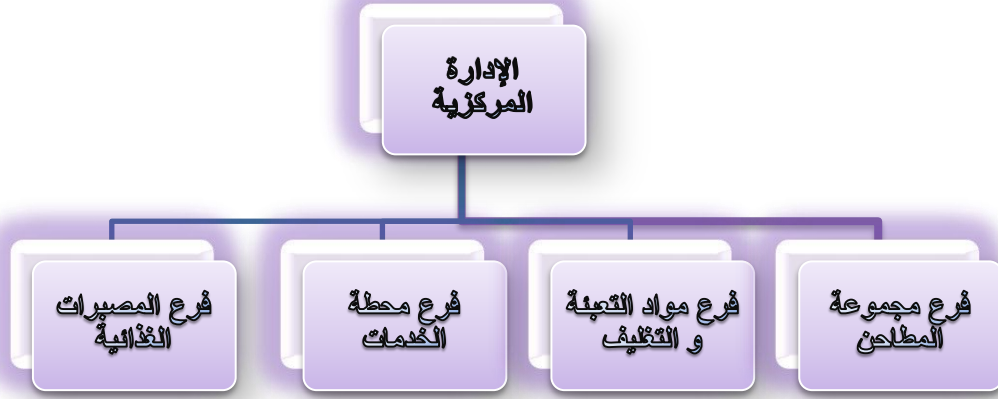 الإدارة
المركزية
فرع مجموعة
المطاحن
فرع مواد التعبئة
و التغليف
فرع محطة
الخدمات
فرع المصبرات
الغذائية